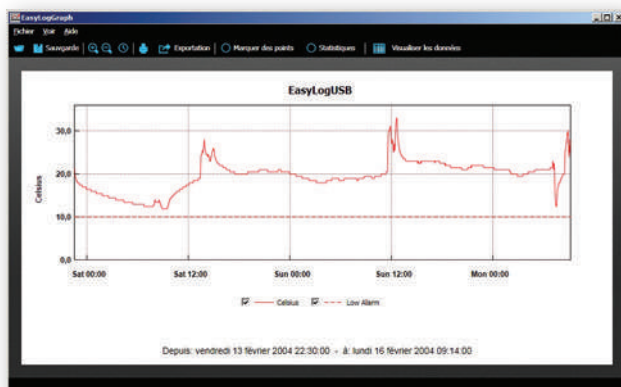 EasyLogGraph
Fichier Voir Aide
Sauvegarde Exportation Marquer des points Statistiques Visualiser les données
EasyLogUSB
Celsius
30,0
20,0
10,0
0,0
Sat 00:00 Sat 12:00 Sun 00:00 Sun 12:00 Mon 00:00
Celsius Low Alarm
Depuis: vendredi 13 février 2004 22:30:00 - à: lundi 16 février 2004 09:14:00